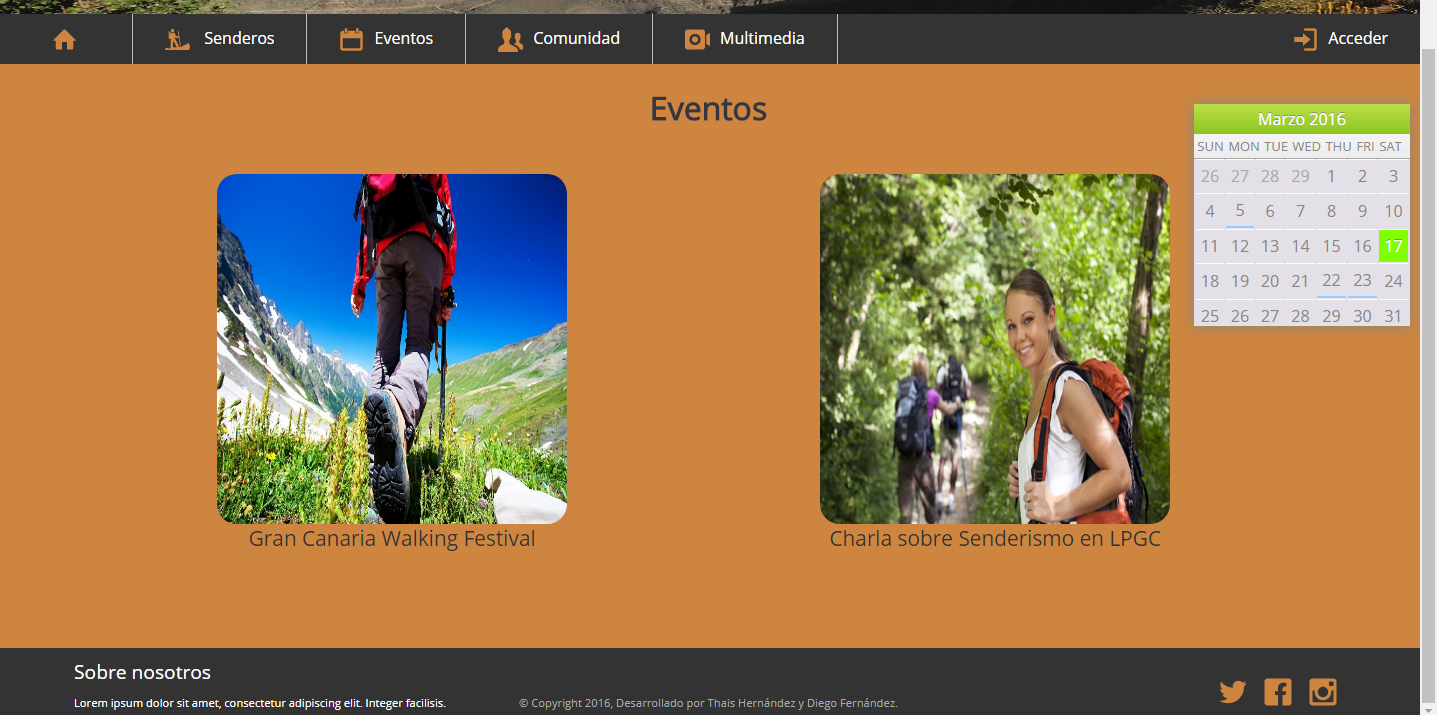 Senderos
Eventos
Comunidad
Multimedia
Acceder
Eventos
Marzo 2016
SUN MON TUE WED THU FRI SAT
26 27 28 29 1 2 3
4 5 6 7 8 9 10
11 12 13 14 15 16 17
18 19 20 21 22 23 24
25 26 27 28 29 30 31
Gran Canaria Walking Festival
Charla sobre Senderismo en LPGC
Sobre nosotros
Lorem ipsum dolor sit amet, consectetur adipiscing elit. Integer facilisis.
© Copyright 2016, Desarrollado por Thais Hernández y Diego Fernández.